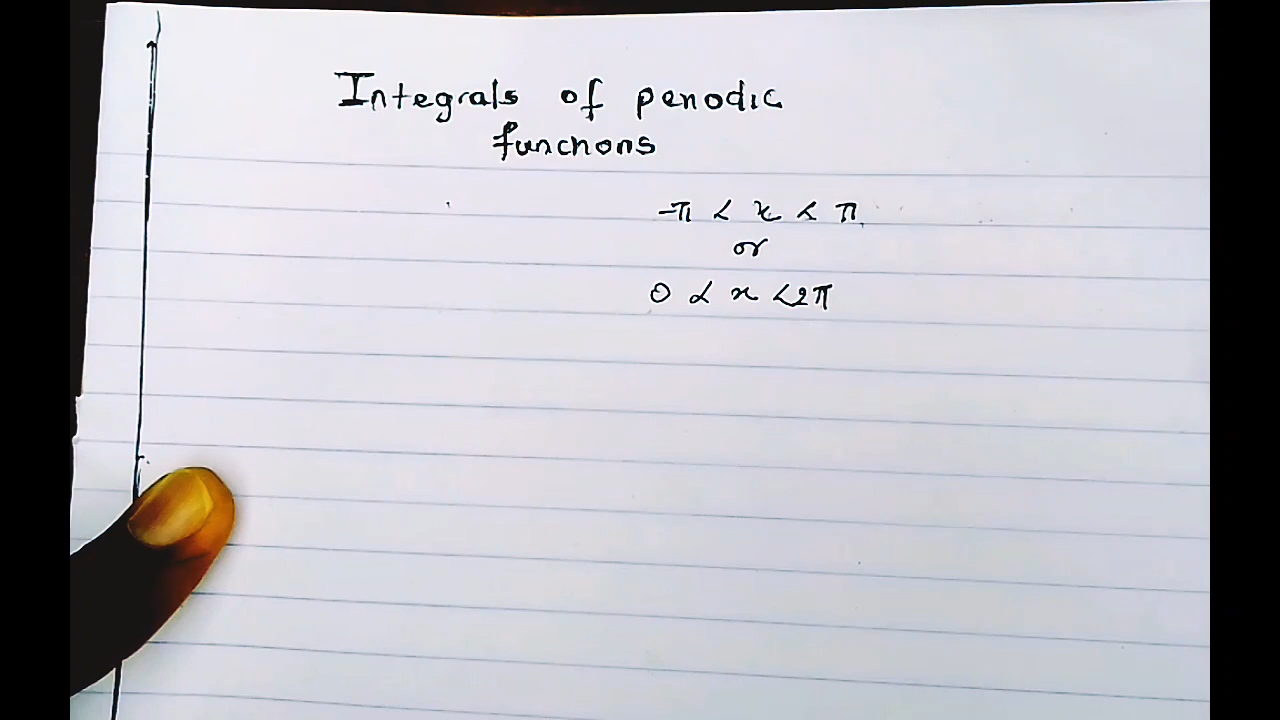 Integrals of periodic
functions
-π < x < π
or
0 < x < 2π